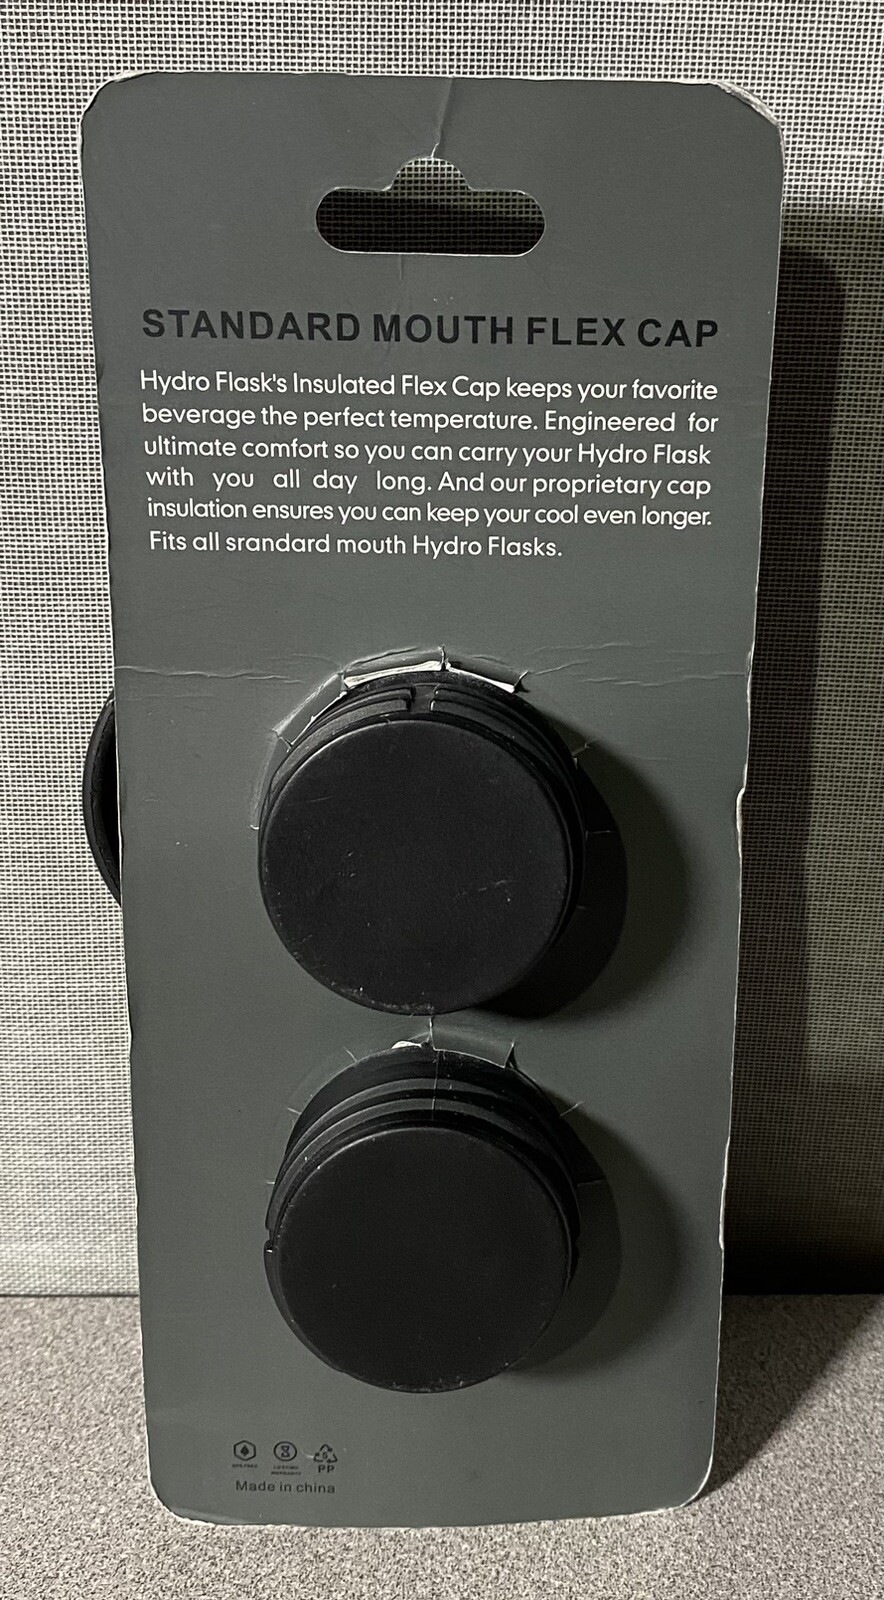 STANDARD MOUTH FLEX CAP
Hydro Flask's Insulated Flex Cap keeps your favorite
beverage the perfect temperature. Engineered for
ultimate comfort so you can carry your Hydro Flask
with you all day long. And our proprietary cap
insulation ensures you can keep your cool even longer.
Fits all srandard mouth Hydro Flasks.
5
PP
Made in china